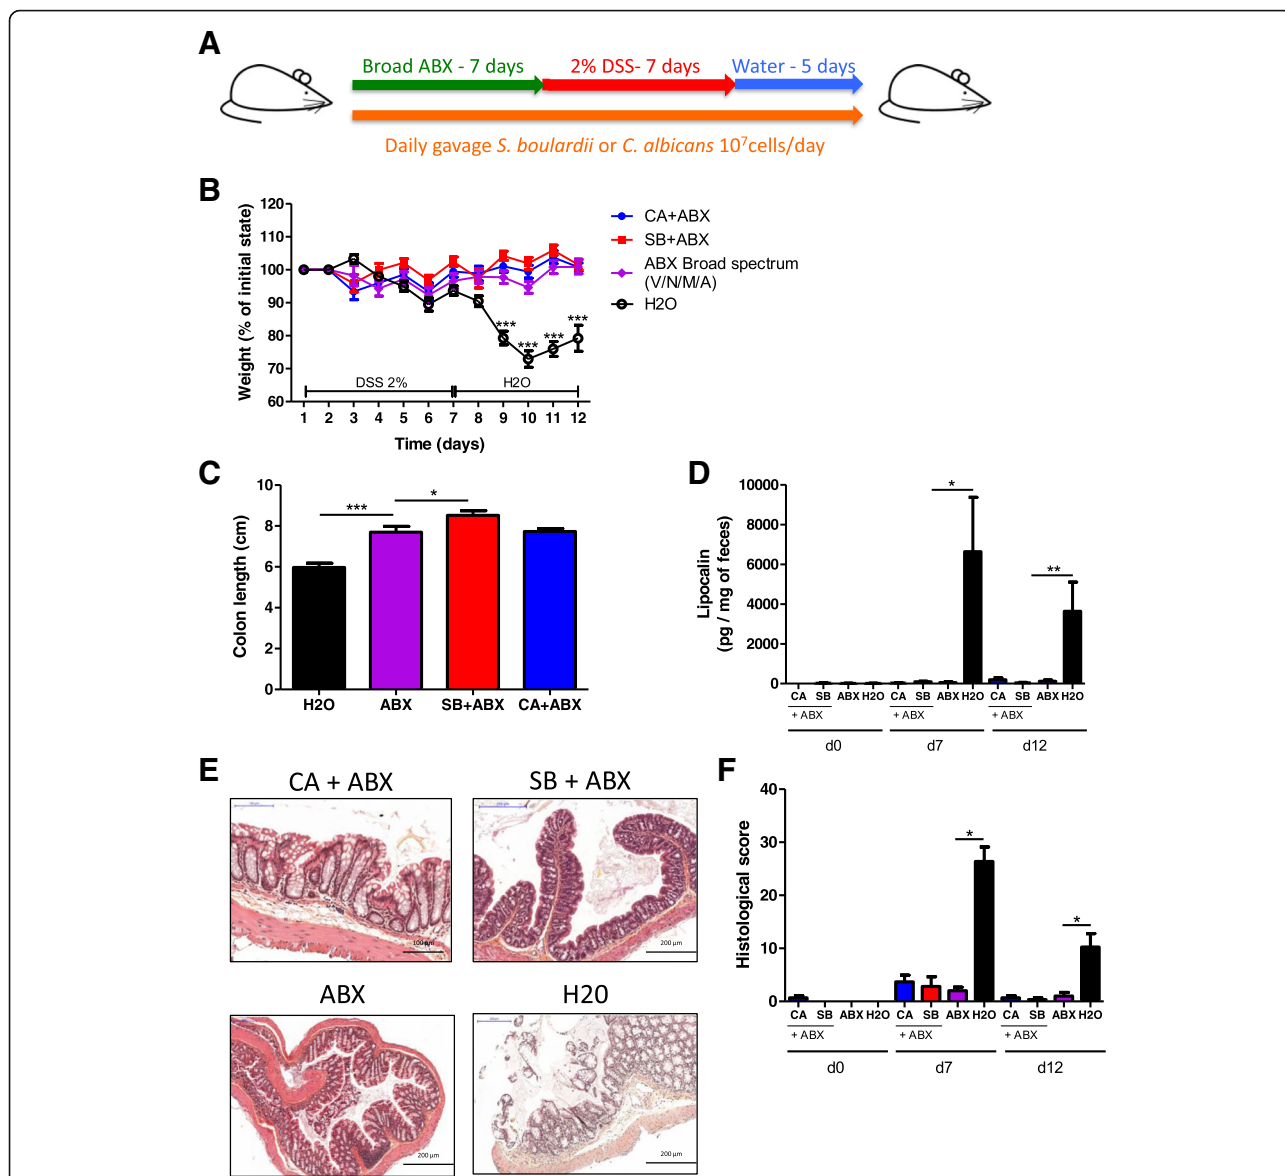 A
Broad ABX - 7 days
2% DSS- 7 days
Water - 5 days
Daily gavage S. boulardii or C. albicans 10⁷cells/day
B
Weight (% of initial state)
120
110
100
90
80
70
60
***
***
***
***
DSS 2%
H2O
1 2 3 4 5 6 7 8 9 10 11 12
Time (days)
CA+ABX
SB+ABX
ABX Broad spectrum
(V/N/M/A)
H2O
C
Colon length (cm)
10
8
6
4
2
0
***
*
H2O ABX SB+ABX CA+ABX
D
Lipocalin
(pg / mg of feces)
10000
8000
6000
4000
2000
0
*
**
CA SB ABX H2O CA SB ABX H2O CA SB ABX H2O
+ ABX + ABX + ABX
d0 d7 d12
E
CA + ABX
100 µm
SB + ABX
200 µm
ABX
200 µm
H20
200 µm
F
Histological score
40
30
20
10
0
*
*
CA SB ABX H2O CA SB ABX H2O CA SB ABX H2O
+ ABX + ABX + ABX
d0 d7 d12